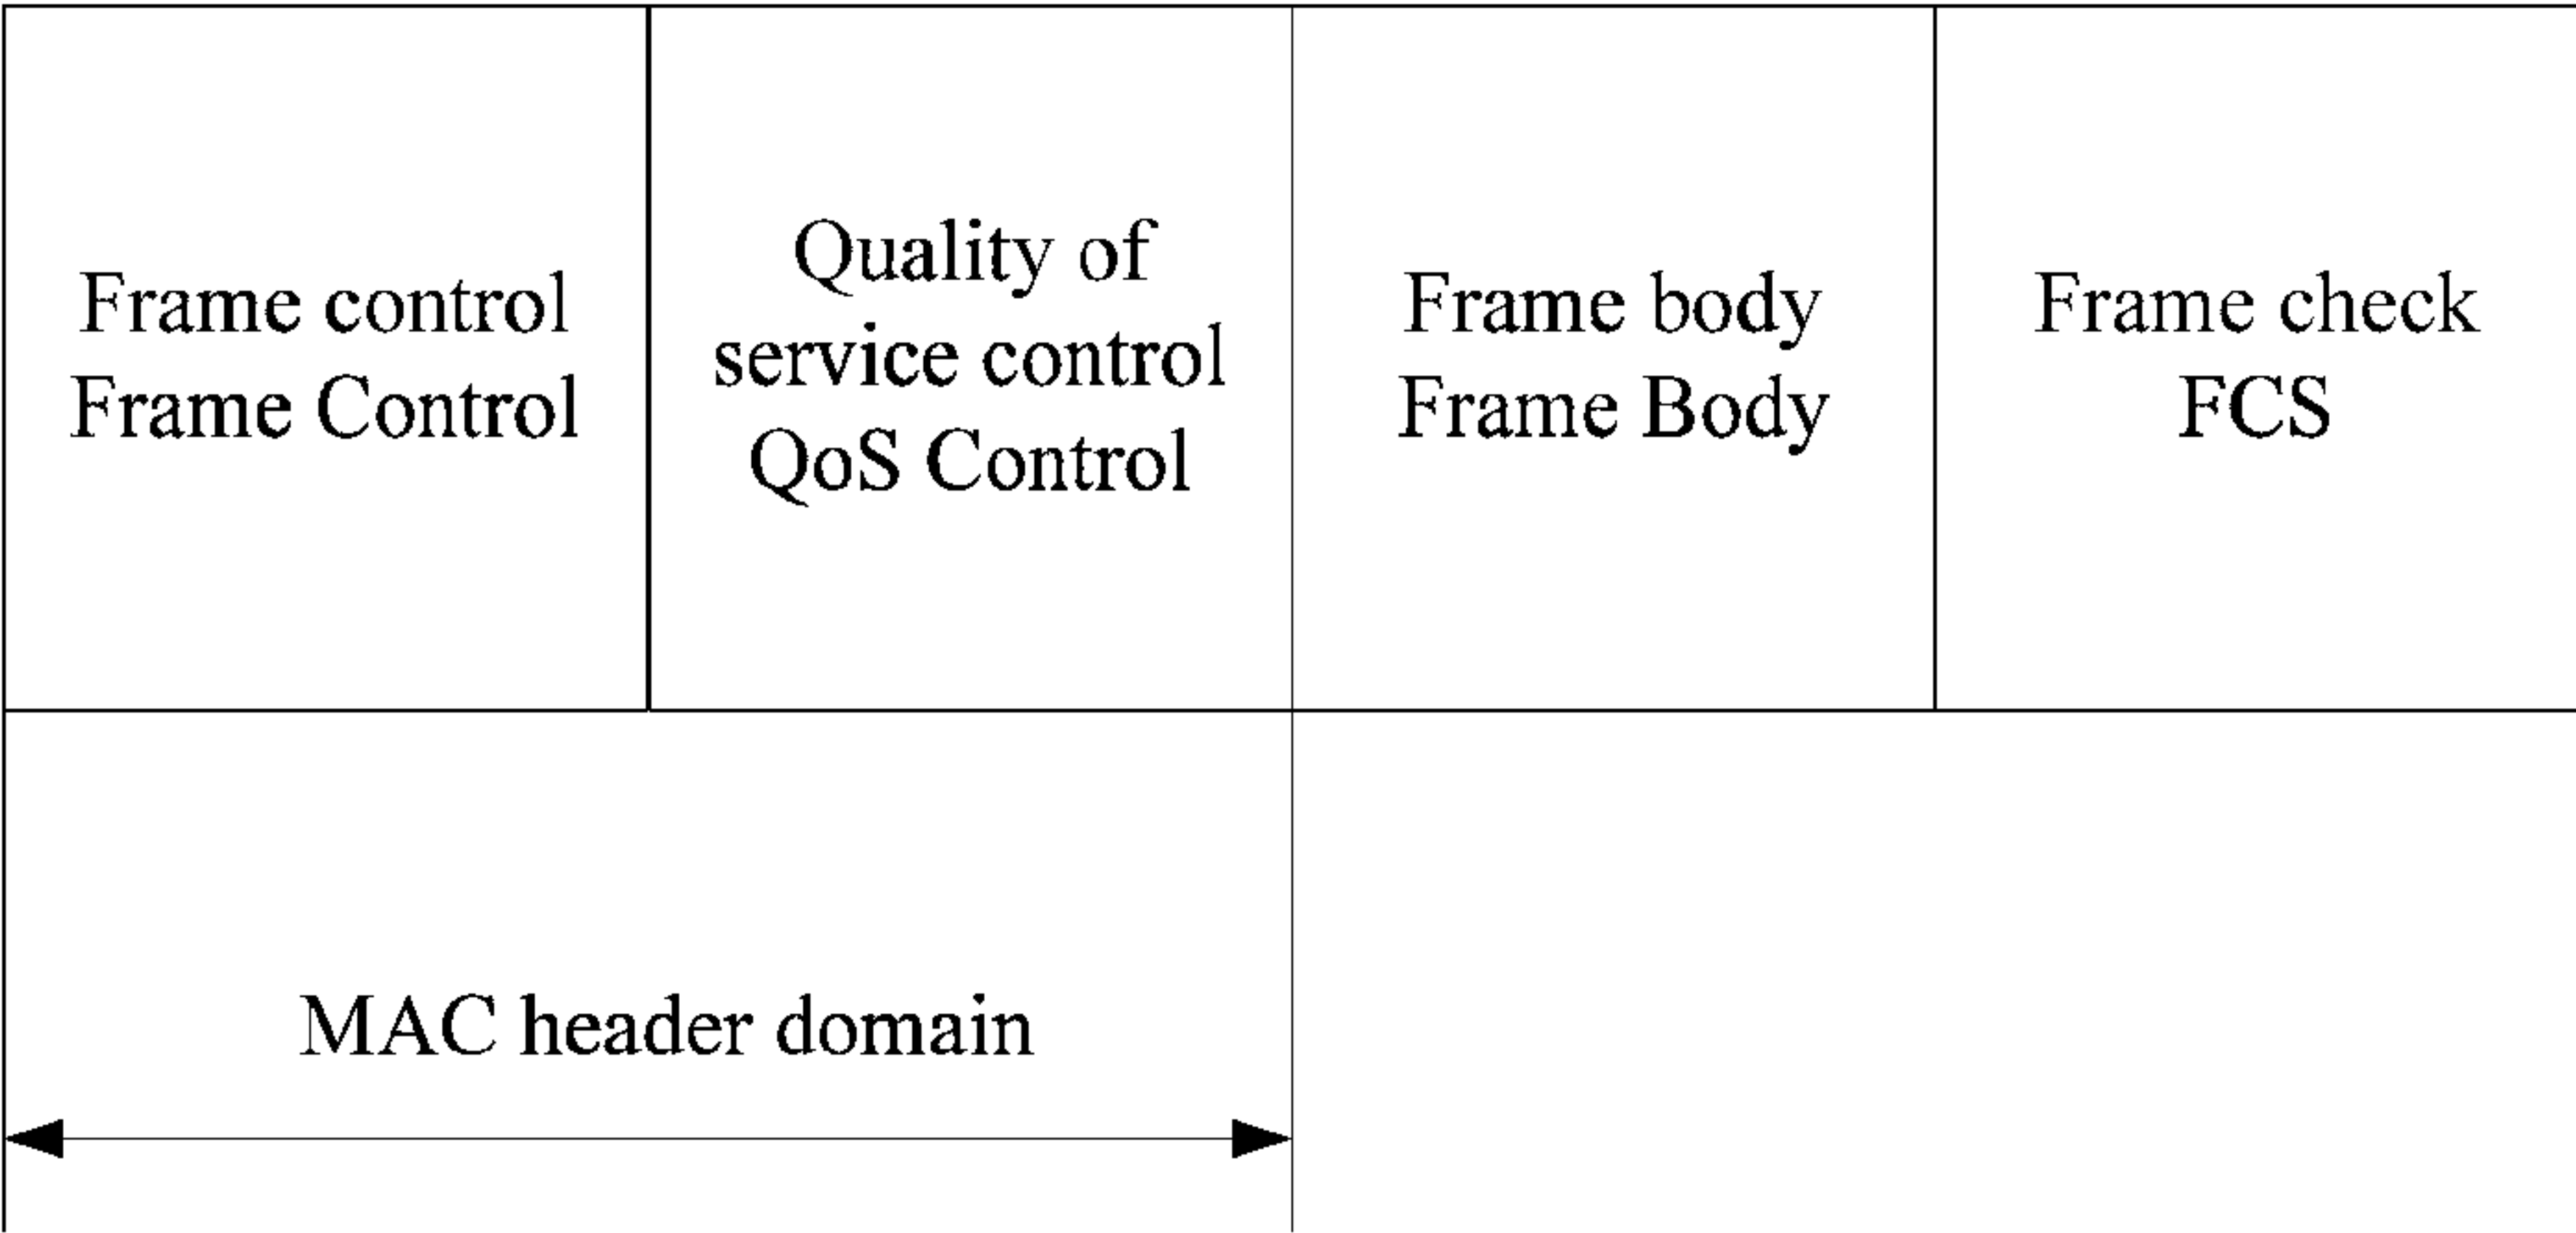 Frame control
Frame Control
Quality of
service control
QoS Control
Frame body
Frame Body
Frame check
FCS
MAC header domain